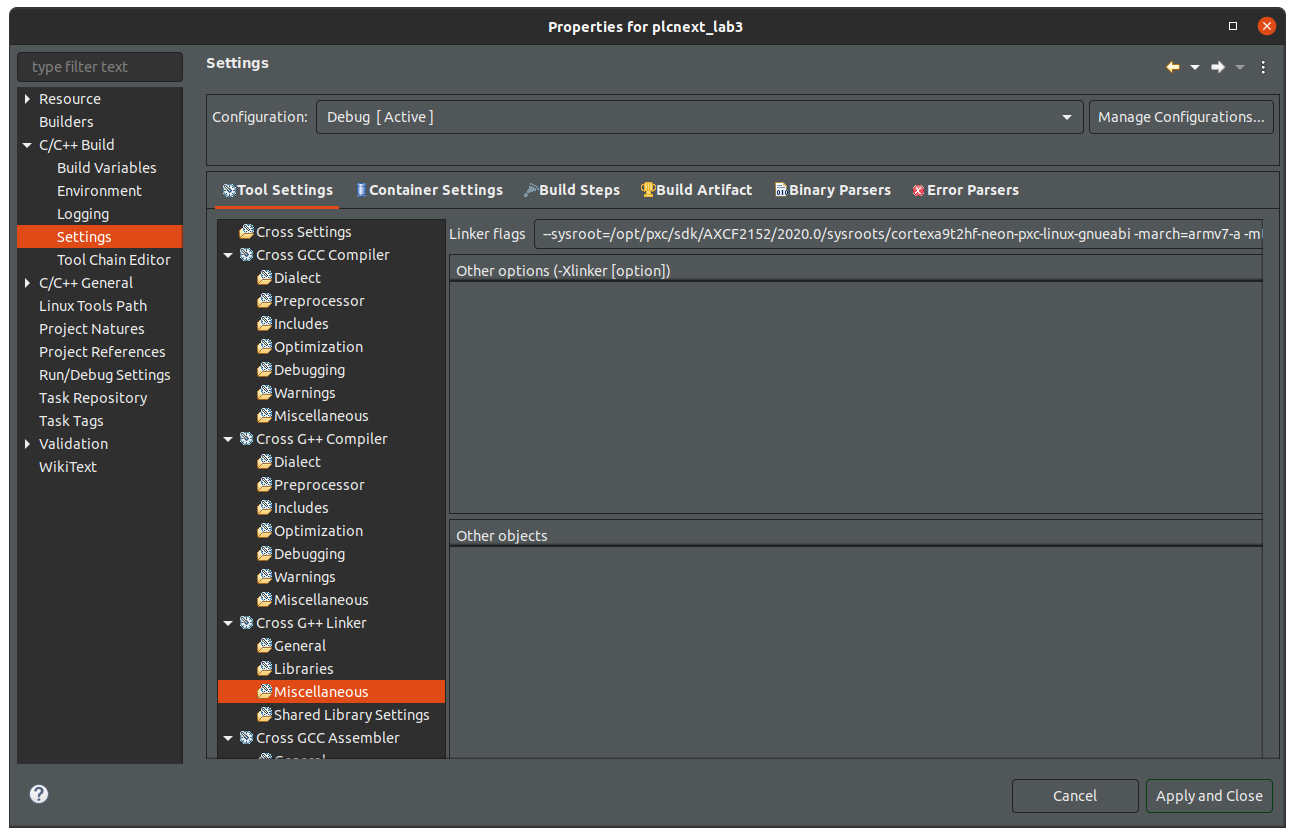 Properties for plcnext_lab3
type filter text
Resource
Builders
C/C++ Build
Build Variables
Environment
Logging
Settings
Tool Chain Editor
C/C++ General
Linux Tools Path
Project Natures
Project References
Run/Debug Settings
Task Repository
Task Tags
Validation
WikiText
Settings
Configuration:
Debug [ Active ]
Manage Configurations...
Tool Settings
Container Settings
Build Steps
Build Artifact
Binary Parsers
Error Parsers
Cross Settings
Cross GCC Compiler
Dialect
Preprocessor
Includes
Optimization
Debugging
Warnings
Miscellaneous
Cross G++ Compiler
Dialect
Preprocessor
Includes
Optimization
Debugging
Warnings
Miscellaneous
Cross G++ Linker
General
Libraries
Miscellaneous
Shared Library Settings
Cross GCC Assembler
General
Linker flags
--sysroot=/opt/pxc/sdk/AXCF2152/2020.0/sysroots/cortexa9t2hf-neon-pxc-linux-gnueabi -march=armv7-a
Other options (-Xlinker [option])
Other objects
Cancel
Apply and Close